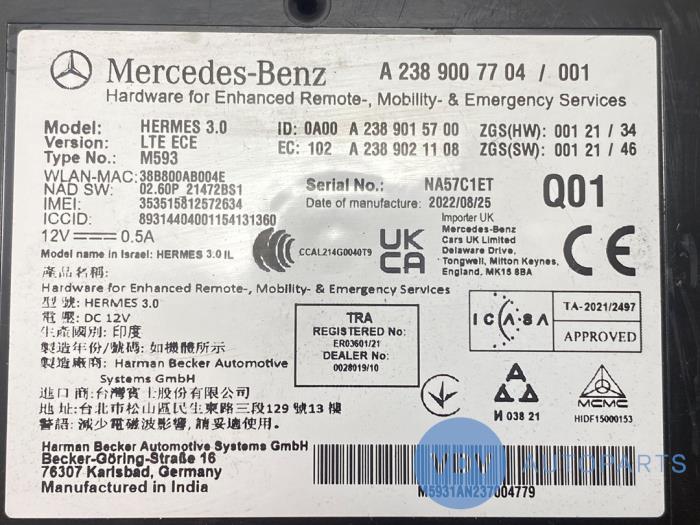 Mercedes-Benz A 238 900 77 04 / 001
Hardware for Enhanced Remote-, Mobility- & Emergency Services
Model: HERMES 3.0 ID: 0A00 A 238 901 57 00 ZGS(HW): 001 21 / 34
Version: LTE ECE EC: 102 A 238 902 11 08 ZGS(SW): 001 21 / 46
Type No.: M593
WLAN-MAC: 38B800AB004E Serial No.: NA57C1ET Q01
NAD SW: 02.60P 21472BS1 Date of manufacture: 2022/08/25
IMEI: 353515812572634
ICCID: 89314404001154131360
Importer UK
Mercedes-Benz
Cars UK Limited
Delaware Drive,
Tongwell, Milton Keynes,
England, MK15 8BA
12V 0.5A
CCAL214G0040T9
UK
CA
CE
Model name in Israel: HERMES 3.0 IL
產品名稱:
Hardware for Enhanced Remote-, Mobility- & Emergency Services
型號: HERMES 3.0
電壓: DC 12V
生產國別: 印度
製造年份/號碼: 如機體所示
製造廠商: Harman Becker Automotive
Systems GmbH
進口商: 台灣賓士股份有限公司
地址: 台北市松山區民生東路三段129號13樓
警語: 減少電磁波影響, 請妥適使用.
TRA
REGISTERED No:
ER03601/21
DEALER No:
0028019/10
ICASA
TA-2021/2497
APPROVED
И 038 21
MCMC
HIDF15000153
Harman Becker Automotive Systems GmbH
Becker-Göring-Straße 16
76307 Karlsbad, Germany
Manufactured in India
M5931AN237004779
VDV AUTOPARTS